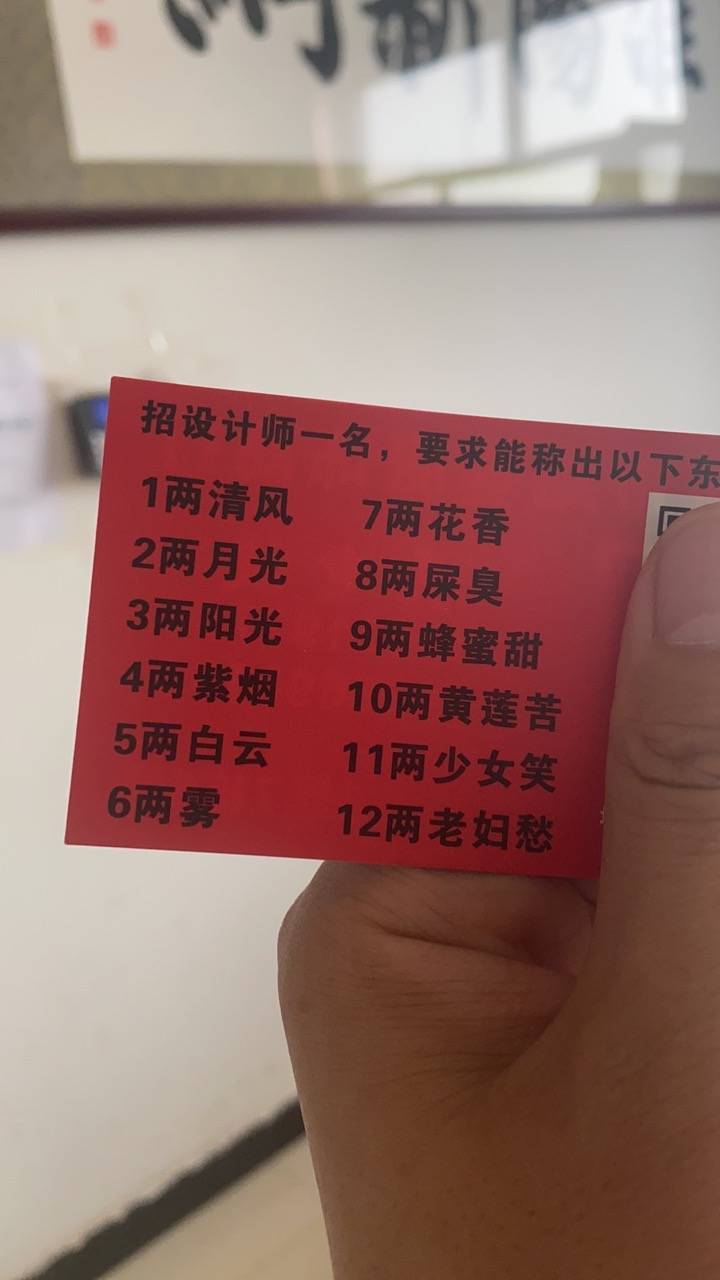 招设计师一名，要求能称出以下东
1两清风
2两月光
3两阳光
4两紫烟
5两白云
6两雾
7两花香
8两屎臭
9两蜂蜜甜
10两黄莲苦
11两少女笑
12两老妇愁